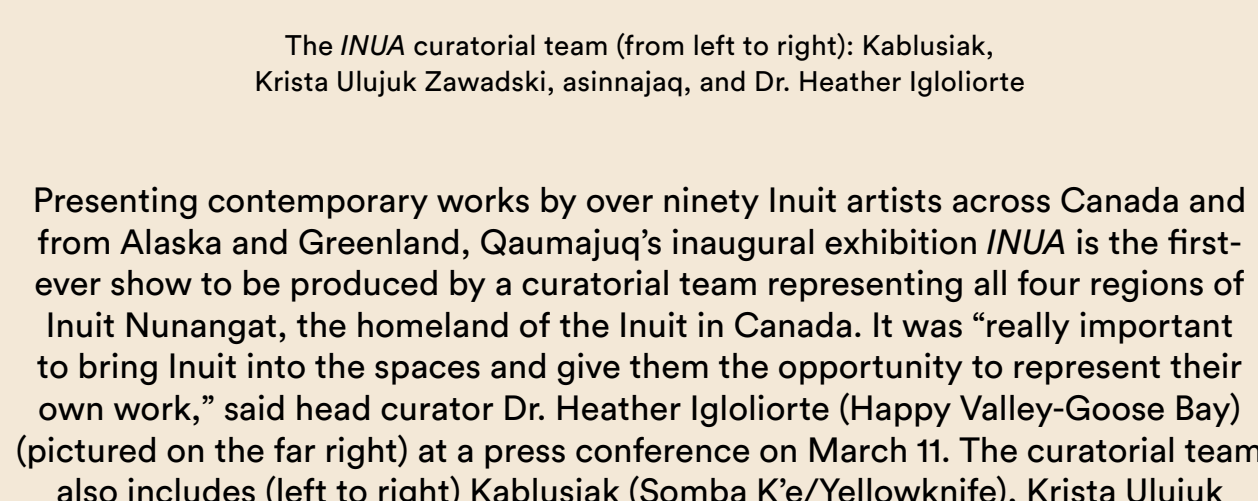 The INUA curatorial team (from left to right): Kablusiak,
Krista Ulujuk Zawadski, asinnajaq, and Dr. Heather Igloliorte
Presenting contemporary works by over ninety Inuit artists across Canada and
from Alaska and Greenland, Qaumajuq’s inaugural exhibition INUA is the first-
ever show to be produced by a curatorial team representing all four regions of
Inuit Nunangat, the homeland of the Inuit in Canada. It was “really important
to bring Inuit into the spaces and give them the opportunity to represent their
own work,” said head curator Dr. Heather Igloliorte (Happy Valley-Goose Bay)
(pictured on the far right) at a press conference on March 11. The curatorial team
also includes (left to right) Kablusiak (Somba K’e/Yellowknife), Krista Ulujuk